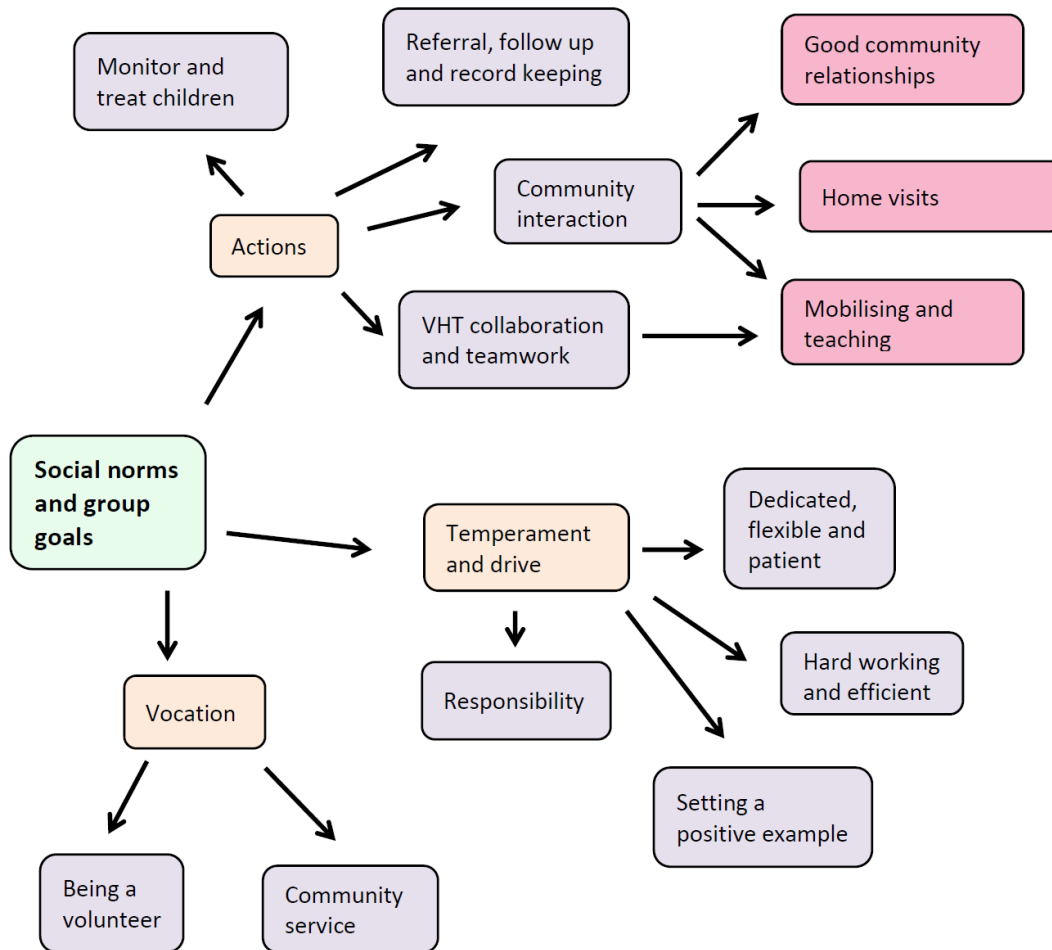 Monitor and
treat children
Referral, follow up
and record keeping
Good community
relationships
Community
interaction
Home visits
Actions
VHT collaboration
and teamwork
Mobilising and
teaching
Social norms
and group
goals
Temperament
and drive
Dedicated,
flexible and
patient
Responsibility
Hard working
and efficient
Vocation
Setting a
positive example
Being a
volunteer
Community
service